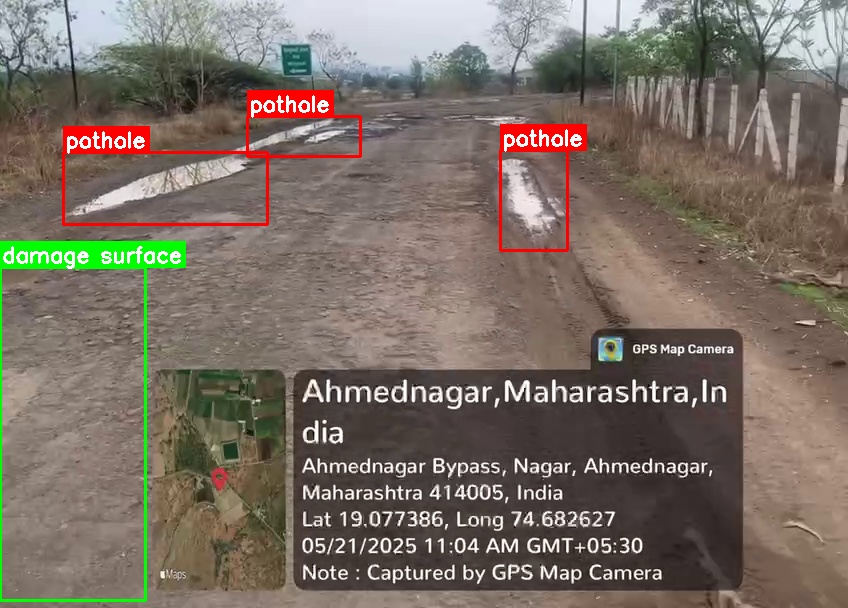 pothole
pothole
pothole
damage surface
GPS Map Camera
Ahmednagar,Maharashtra,In
dia
Ahmednagar Bypass, Nagar, Ahmednagar,
Maharashtra 414005, India
Lat 19.077386, Long 74.682627
05/21/2025 11:04 AM GMT+05:30
Note : Captured by GPS Map Camera
Maps